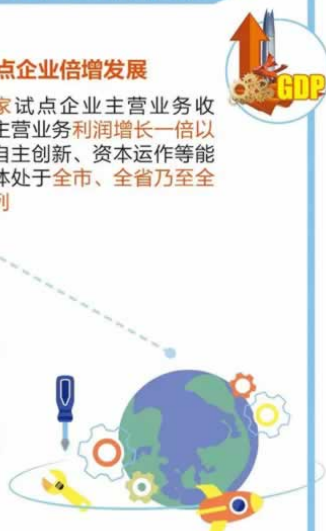 GDP
点企业倍增发展
家试点企业主营业务收
主营业务利润增长一倍以
自主创新、资本运作等能
体处于全市、全省乃至全
列